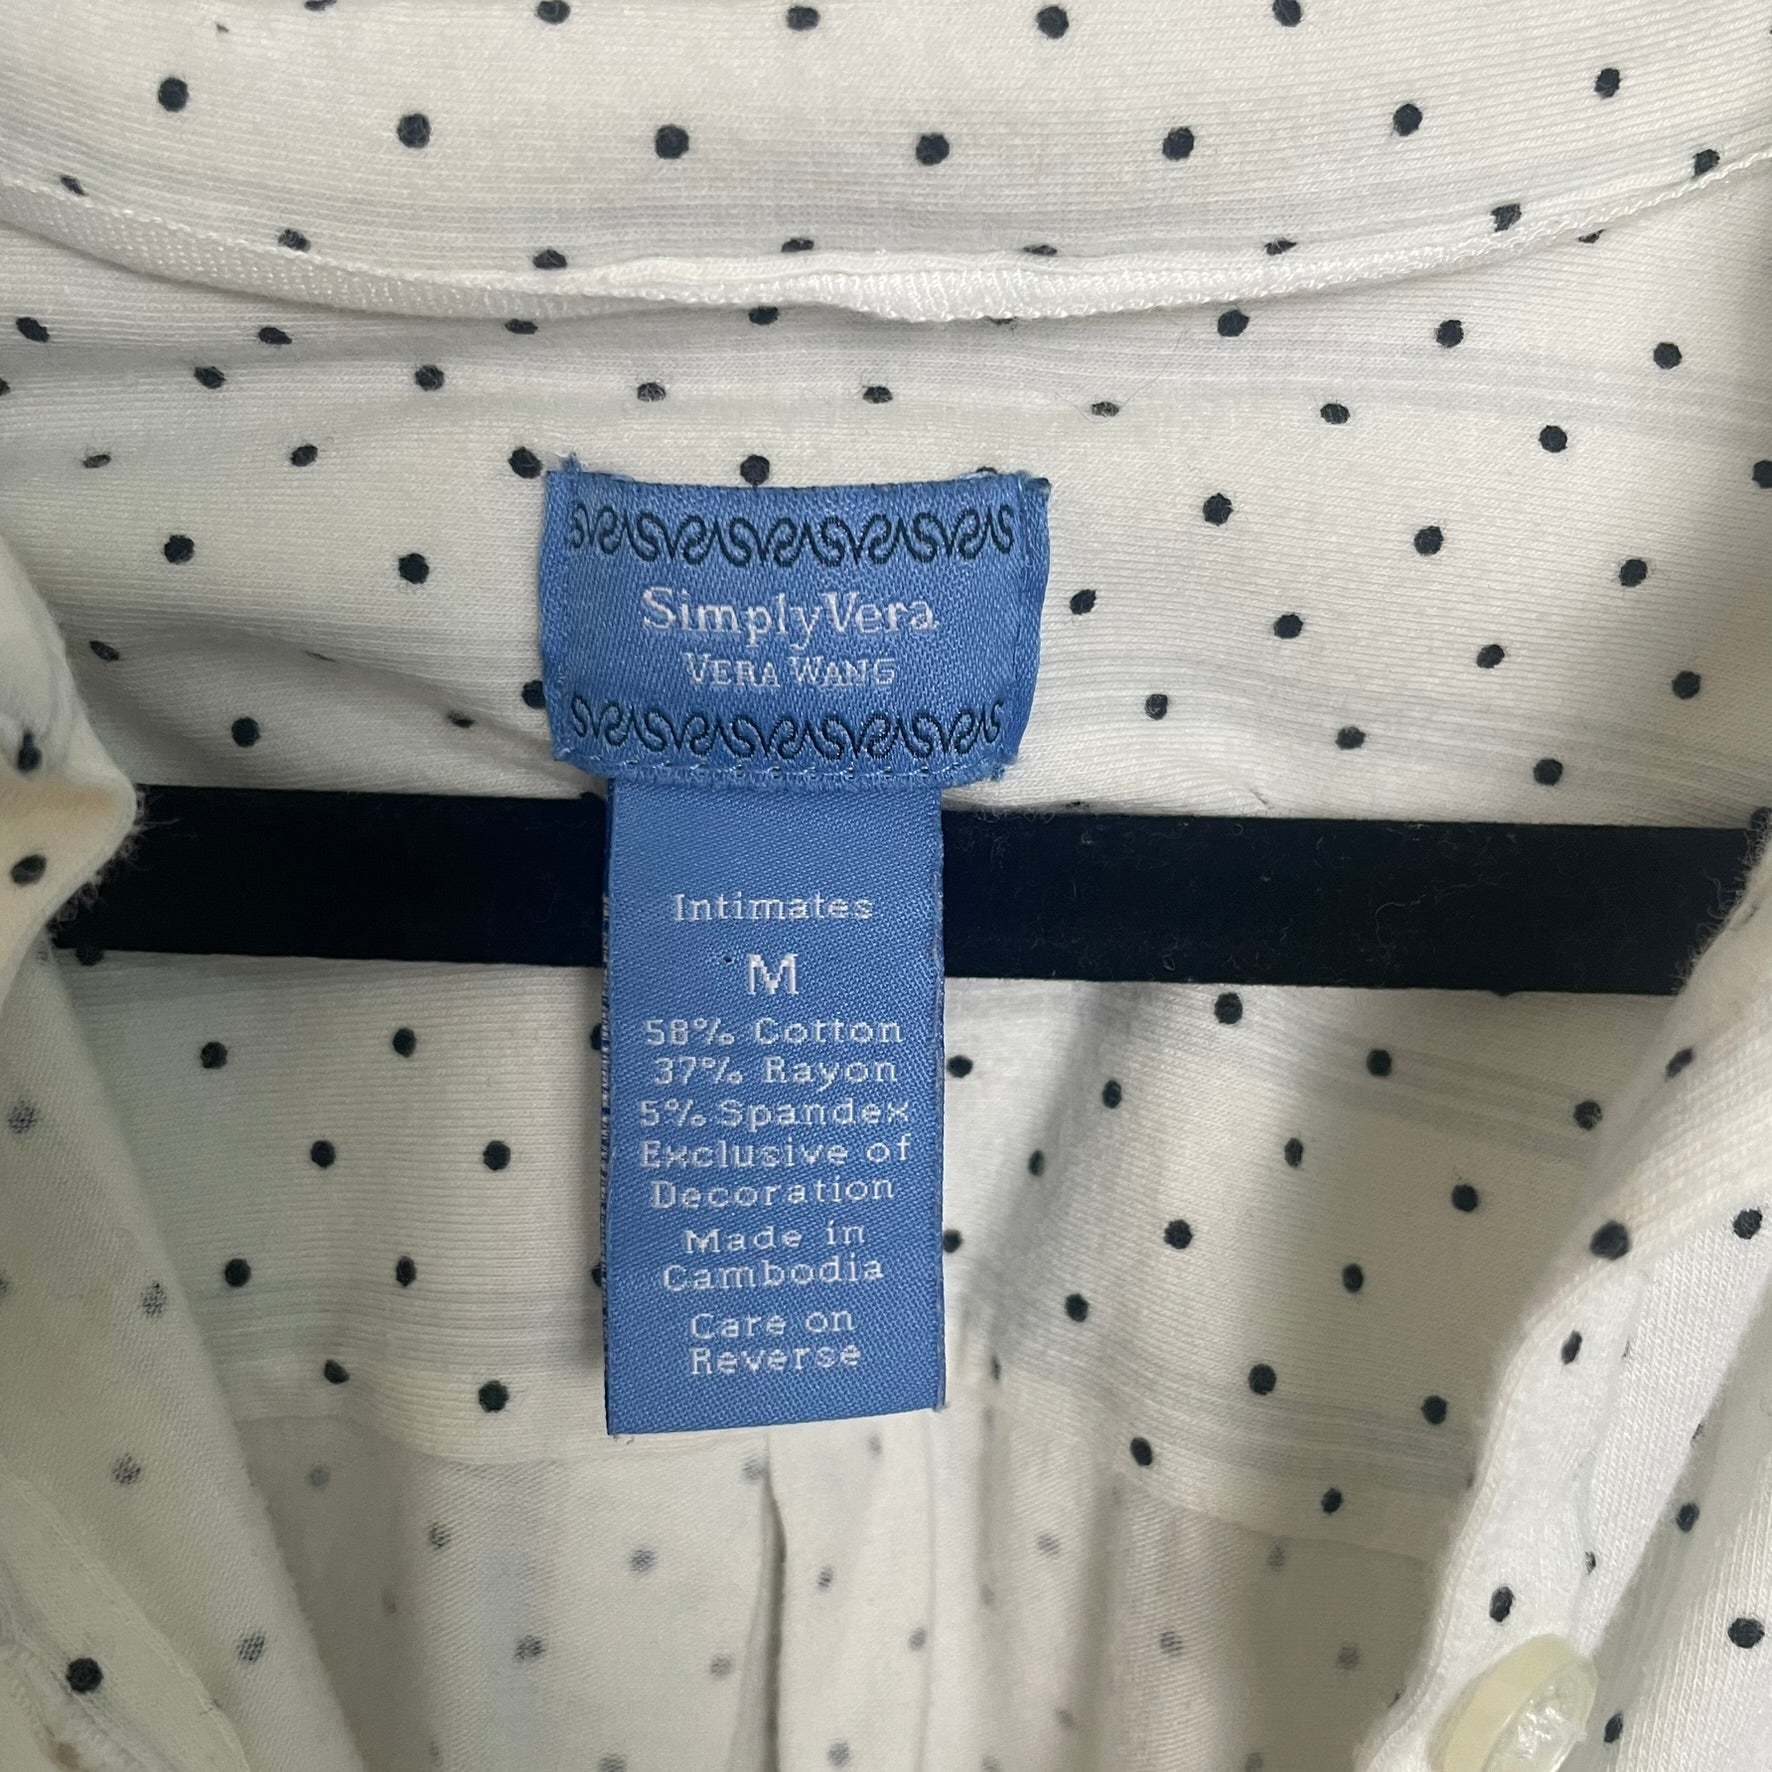 SimplyVera
VERA WANG
Intimates
M
58% Cotton
37% Rayon
5% Spandex
Exclusive of
Decoration
Made in
Cambodia
Care on
Reverse